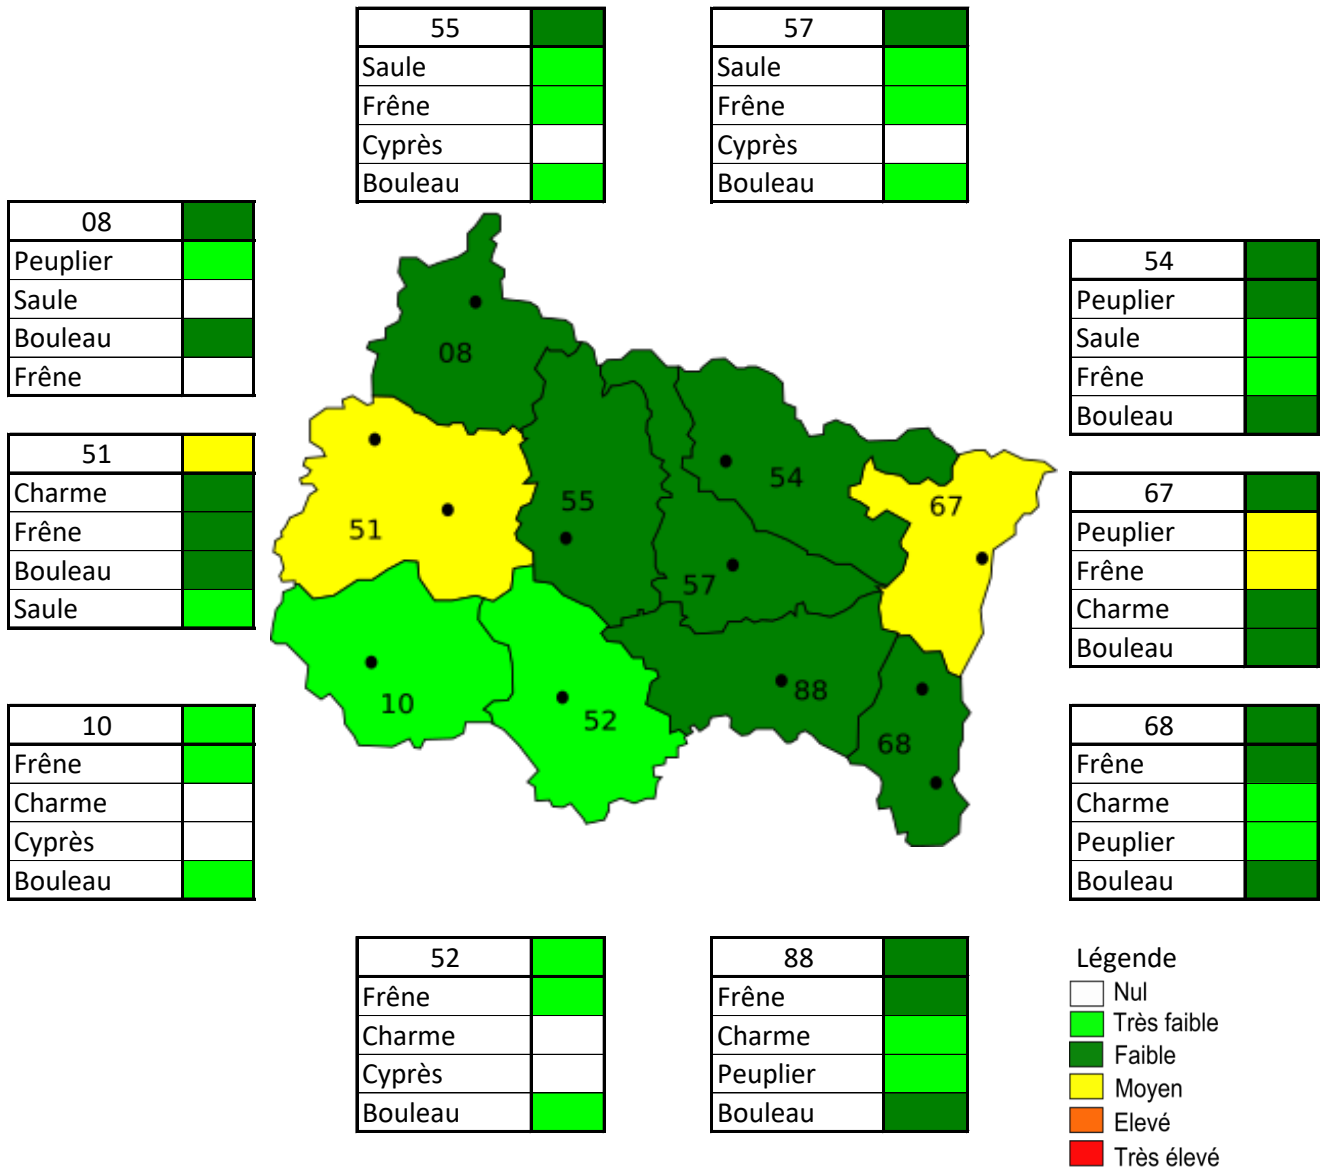 55
Saule
Frêne
Cyprès
Bouleau
57
Saule
Frêne
Cyprès
Bouleau
08
Peuplier
Saule
Bouleau
Frêne
51
Charme
Frêne
Bouleau
Saule
10
Frêne
Charme
Cyprès
Bouleau
08
51
55
54
67
57
10
52
88
68
54
Peuplier
Saule
Frêne
Bouleau
67
Peuplier
Frêne
Charme
Bouleau
68
Frêne
Charme
Peuplier
Bouleau
52
Frêne
Charme
Cyprès
Bouleau
88
Frêne
Charme
Peuplier
Bouleau
Légende
Nul
Très faible
Faible
Moyen
Elevé
Très élevé